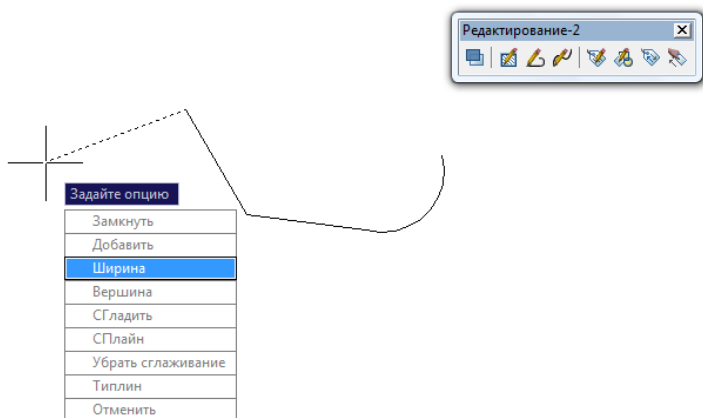 Редактирование-2
Задайте опцию
Замкнуть
Добавить
Ширина
Вершина
СГладить
СПлайн
Убрать сглаживание
Типлин
Отменить